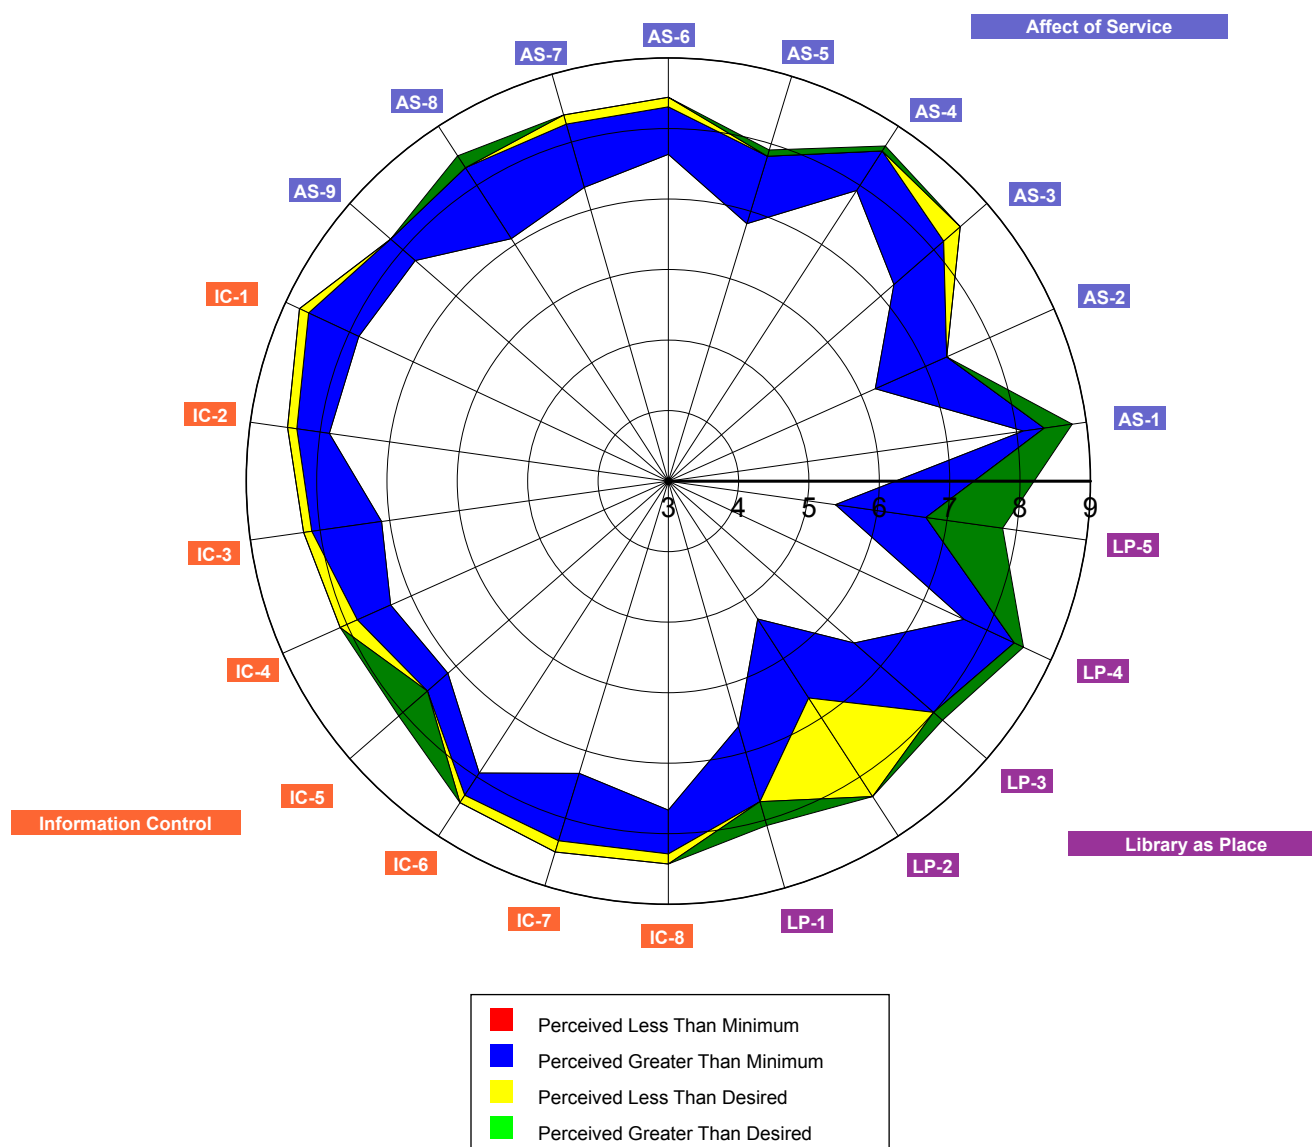 Affect of Service
AS-6
AS-7
AS-5
AS-8
AS-4
AS-9
AS-3
IC-1
AS-2
IC-2
AS-1
3 4 5 6 7 8 9
IC-3
LP-5
IC-4
LP-4
IC-5
LP-3
Information Control
Library as Place
IC-6
LP-2
IC-7
LP-1
IC-8
Perceived Less Than Minimum
Perceived Greater Than Minimum
Perceived Less Than Desired
Perceived Greater Than Desired